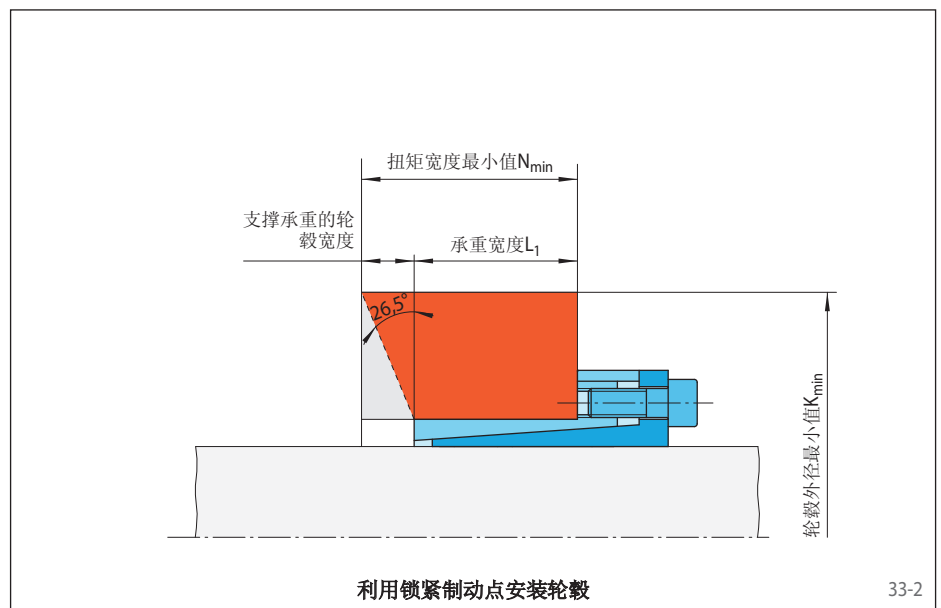 扭矩宽度最小值Nmin
支撑承重的轮
毂宽度
承重宽度L1
26,5°
轮毂外径最小值Kmin
利用锁紧制动点安装轮毂
33-2